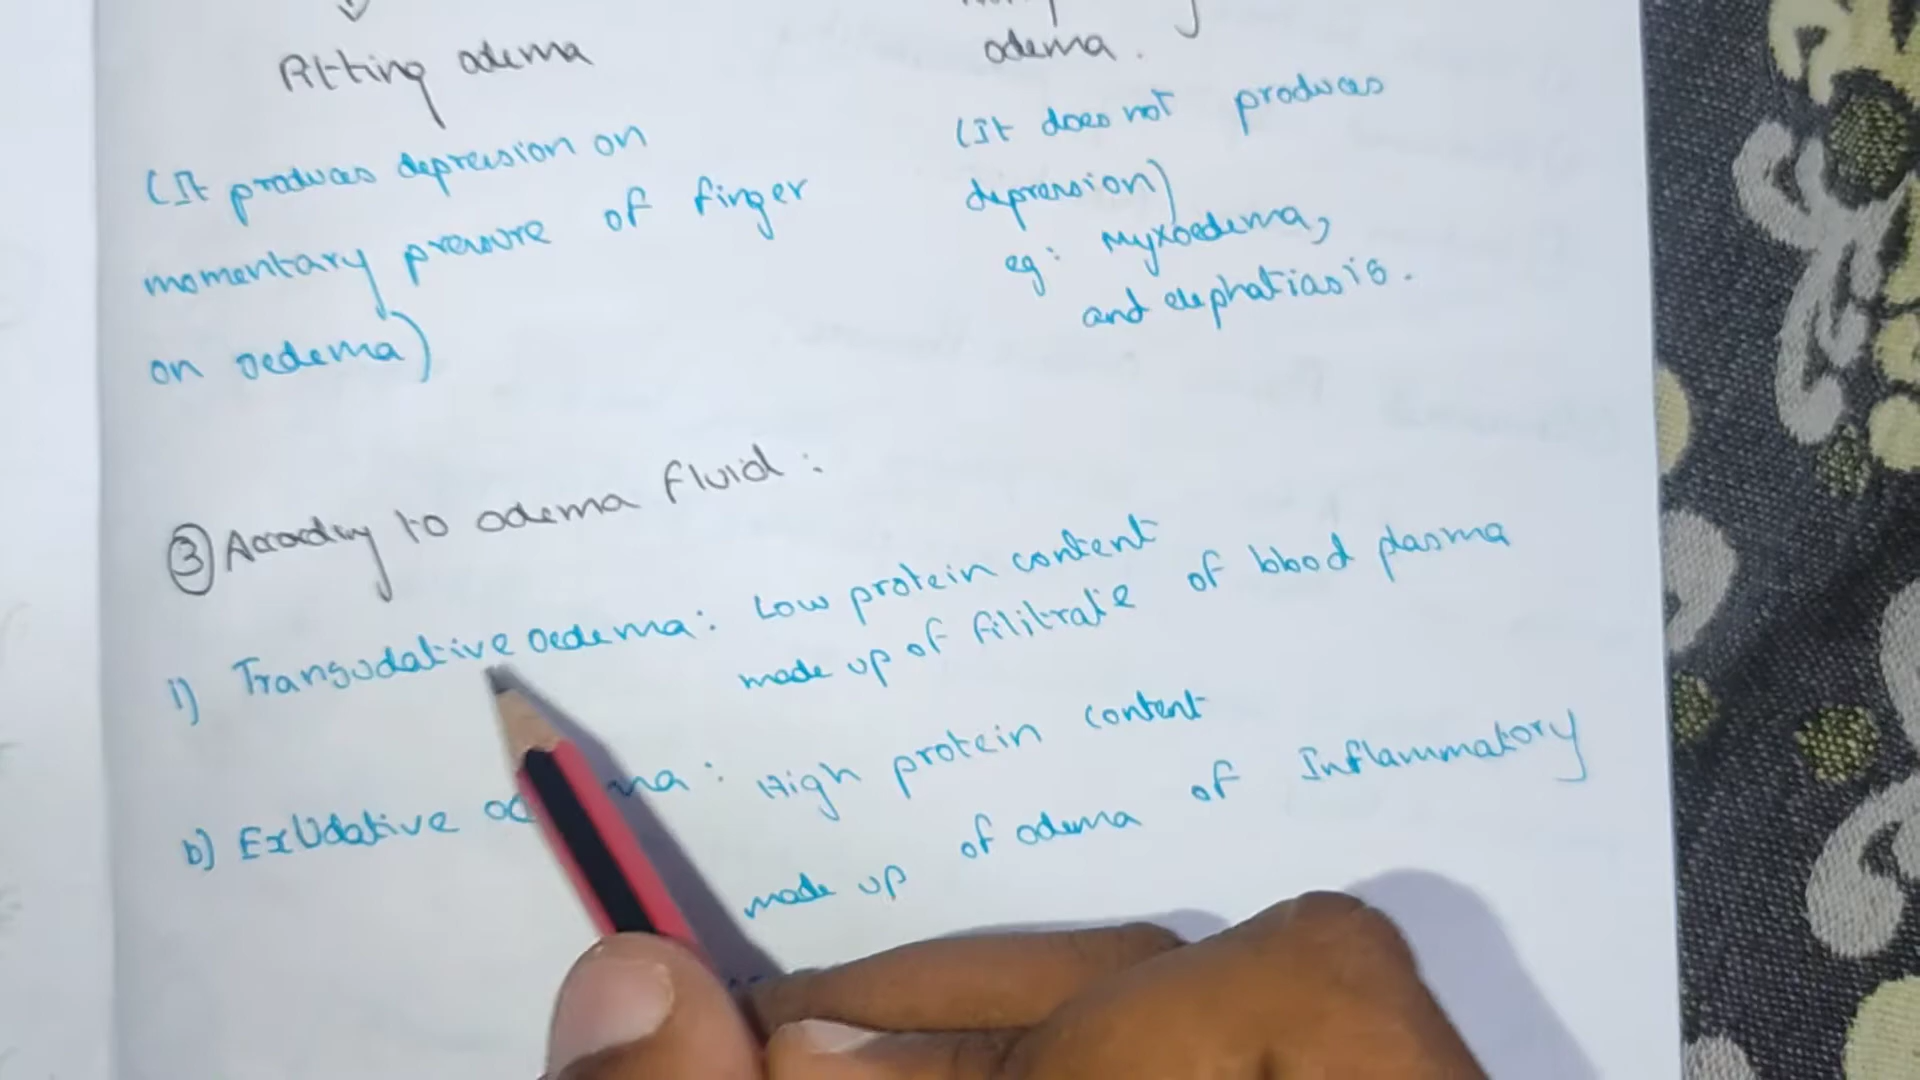 Pitting odema
odema.
(It produces depression on
momentary pressure of finger
on oedema)
(It does not produces
depression)
eg: Myxoedema,
and elephatiasis.
③ According to odema fluid:
1) Transudative oedema: Low protein content
made up of filitrate of blood plasma
b) Exudative High protein content
made up of odema of Inflammatory